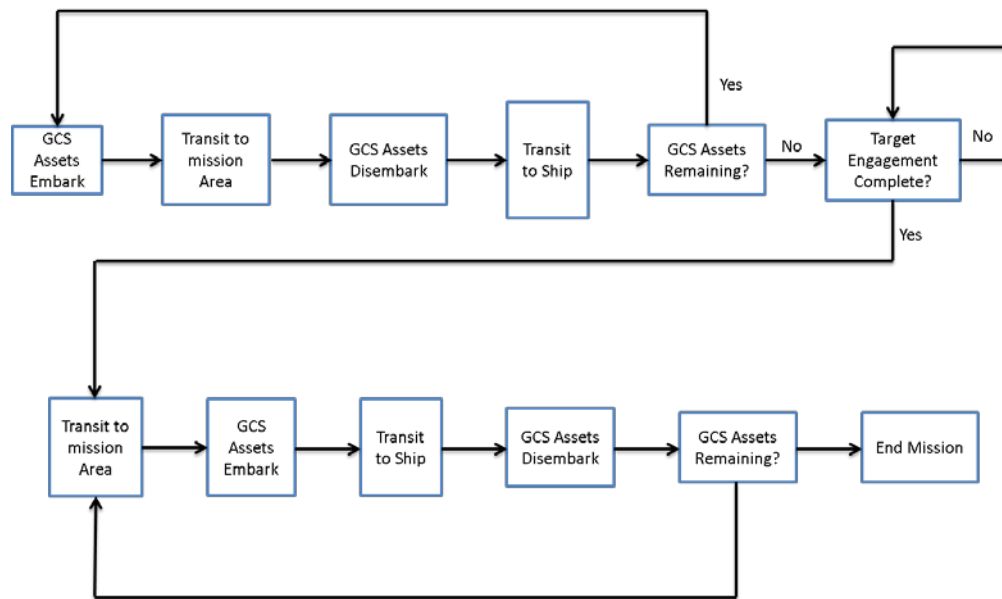 Yes
GCS
Assets
Embark
Transit to
mission
Area
GCS Assets
Disembark
Transit
to Ship
GCS Assets
Remaining?
No
Target
Engagement
Complete?
No
Yes
Transit to
mission
Area
GCS
Assets
Embark
Transit
to Ship
GCS Assets
Disembark
GCS Assets
Remaining?
End Mission